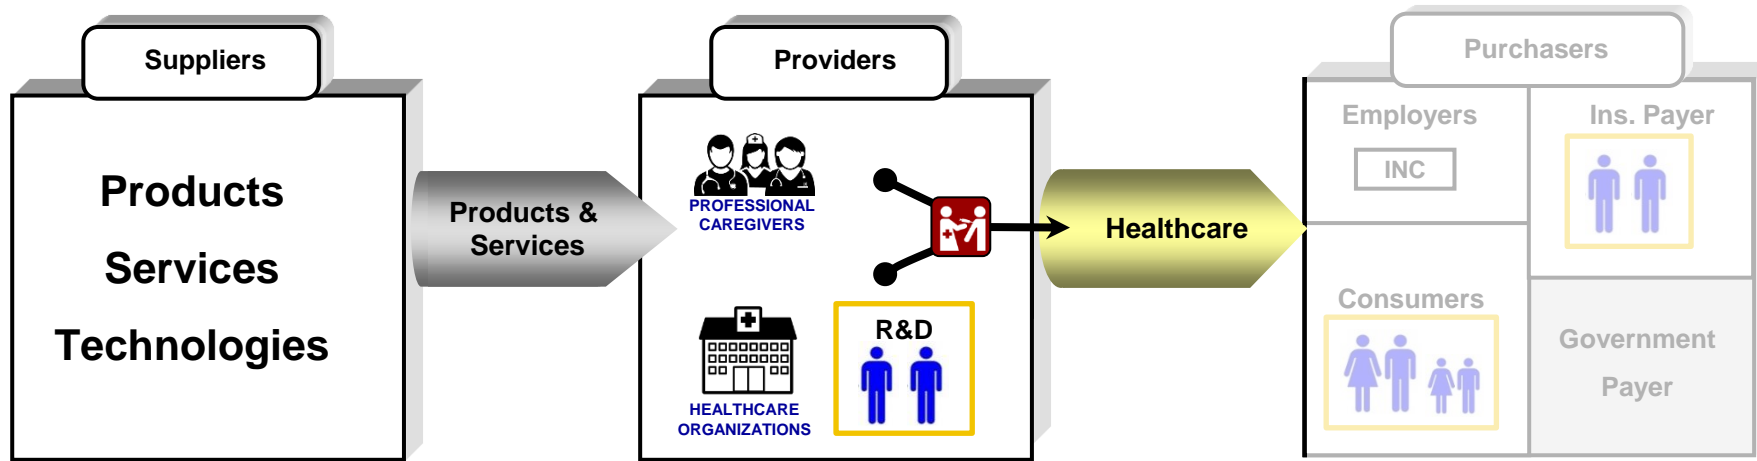 Suppliers
Products
Services
Technologies
Products &
Services
Providers
PROFESSIONAL
CAREGIVERS
HEALTHCARE
ORGANIZATIONS
R&D
Healthcare
Purchasers
Employers
INC
Ins. Payer
Consumers
Government
Payer